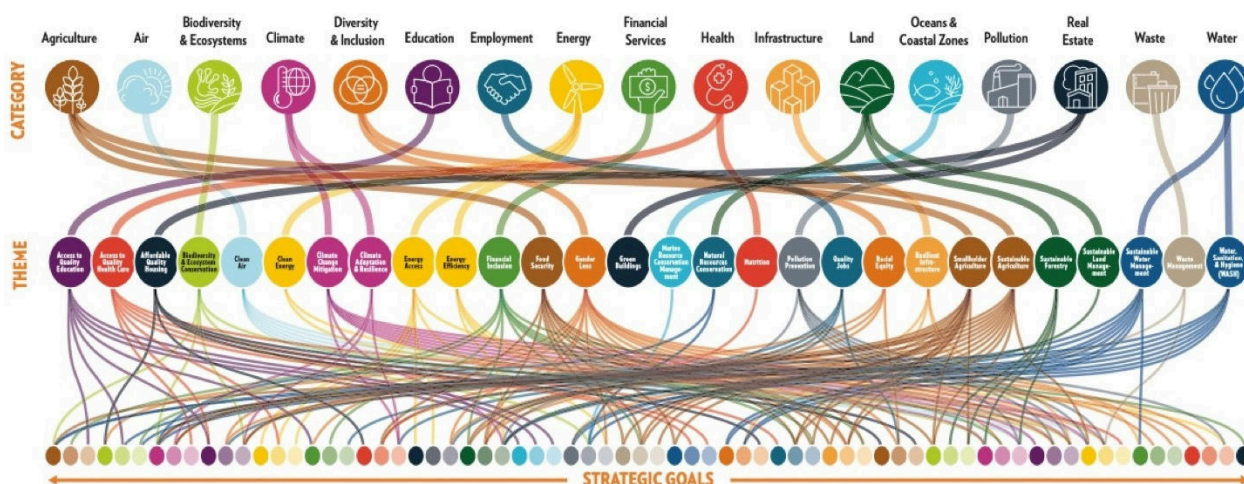 Agriculture
Air
Biodiversity
& Ecosystems
Climate
Diversity
& Inclusion
Education
Employment
Energy
Financial
Services
Health
Infrastructure
Land
Oceans &
Coastal Zones
Pollution
Real
Estate
Waste
Water
CATEGORY
THEME
Access to
Quality
Education
Access to
Quality
Health Care
Affordable
Quality
Housing
Biodiversity
& Ecosystem
Conservation
Clean
Air
Clean
Energy
Climate
Change
Mitigation
Climate
Adaptation
& Resilience
Energy
Access
Energy
Efficiency
Financial
Inclusion
Food
Security
Gender
Lens
Green
Buildings
Marine
Resource
Conservation
Manage-
ment
Natural
Resources
Conservation
Nutrition
Pollution
Prevention
Quality
Jobs
Racial
Equity
Resilient
Infra-
structure
Smallholder
Agriculture
Sustainable
Agriculture
Sustainable
Forestry
Sustainable
Land
Manage-
ment
Sustainable
Water
Manage-
ment
Waste
Management
Water,
Sanitation,
& Hygiene
(WASH)
STRATEGIC GOALS